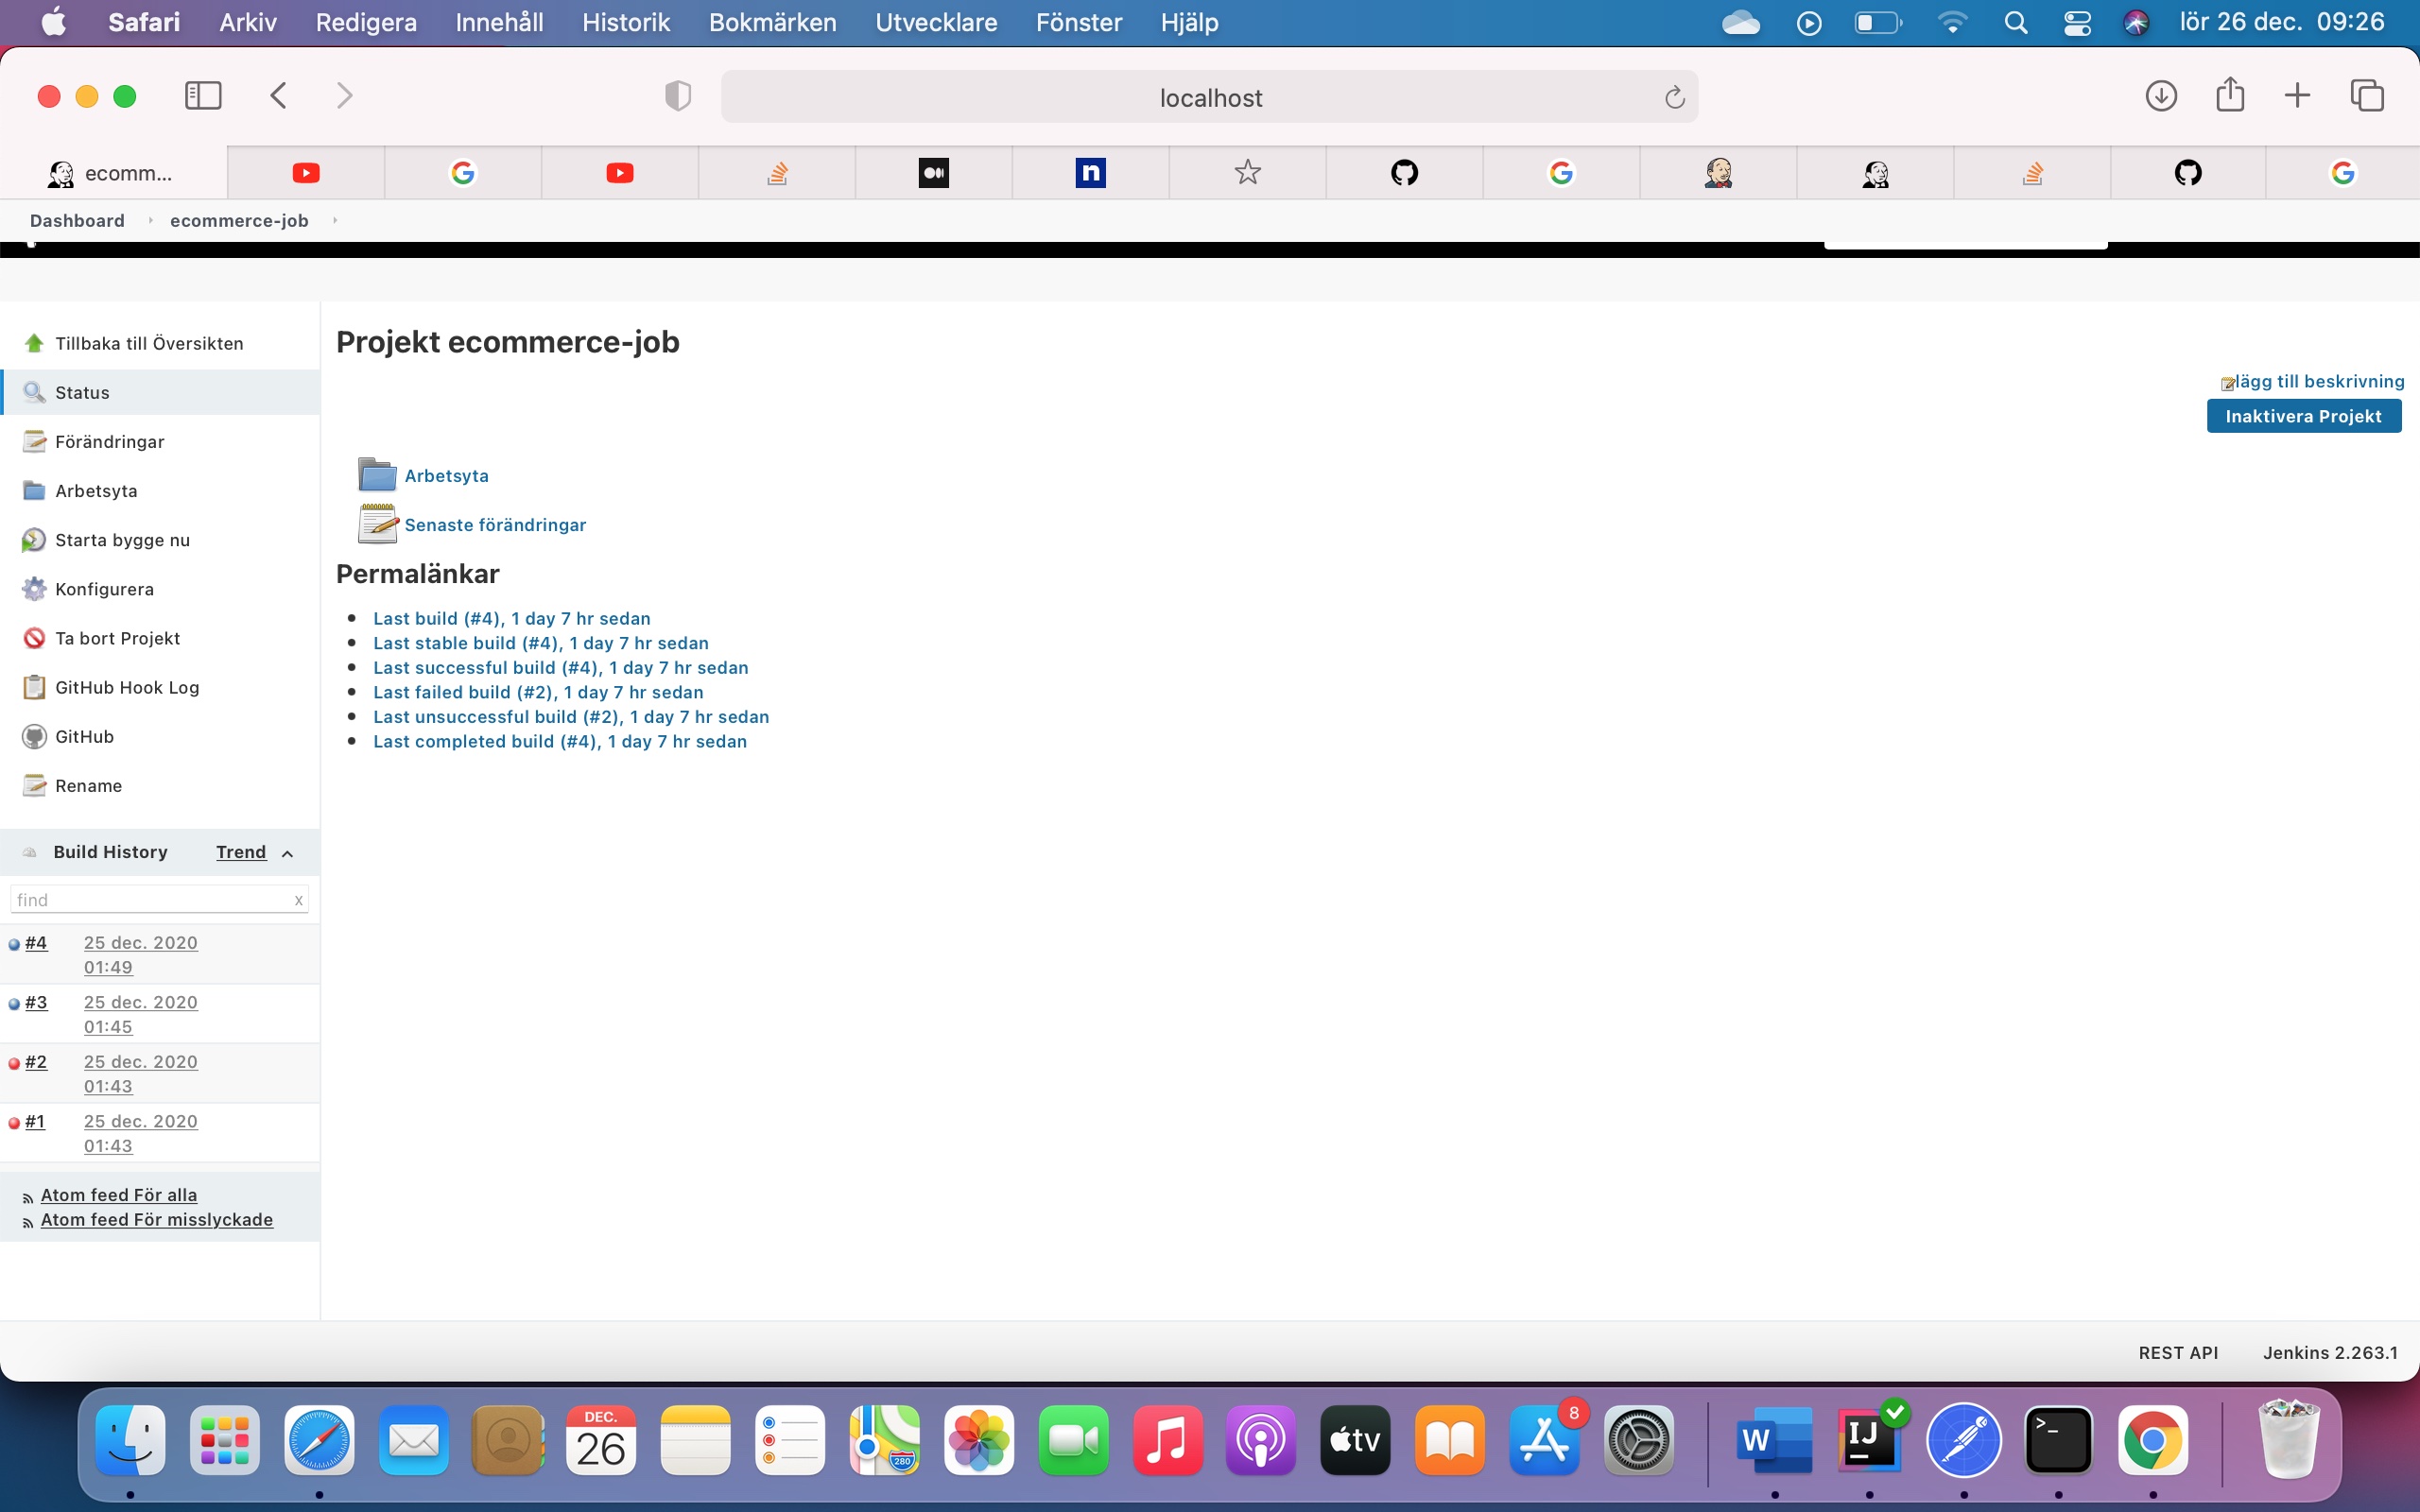 Safari Arkiv Redigera Innehåll Historik Bokmärken Utvecklare Fönster Hjälp lör 26 dec. 09:26
localhost
ecomm...
Dashboard ecommerce-job
Tillbaka till Översikten
Status
Förändringar
Arbetsyta
Starta bygge nu
Konfigurera
Ta bort Projekt
GitHub Hook Log
GitHub
Rename
Build History Trend
find x
#4 25 dec. 2020
01:49
#3 25 dec. 2020
01:45
#2 25 dec. 2020
01:43
#1 25 dec. 2020
01:43
Atom feed För alla
Atom feed För misslyckade
Projekt ecommerce-job
lägg till beskrivning
Inaktivera Projekt
Arbetsyta
Senaste förändringar
Permalänkar
Last build (#4), 1 day 7 hr sedan
Last stable build (#4), 1 day 7 hr sedan
Last successful build (#4), 1 day 7 hr sedan
Last failed build (#2), 1 day 7 hr sedan
Last unsuccessful build (#2), 1 day 7 hr sedan
Last completed build (#4), 1 day 7 hr sedan
REST API Jenkins 2.263.1
DEC.
26
280
tv
8
W
IJ
>_